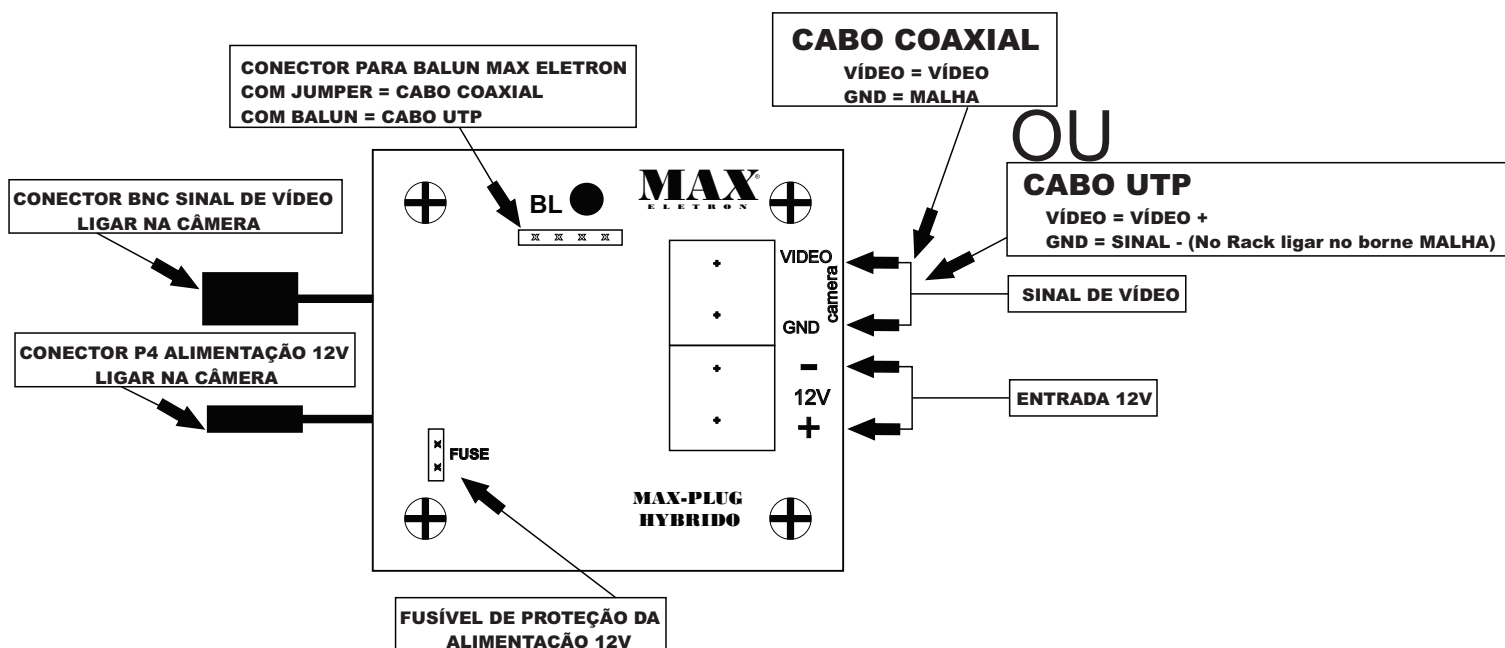 CONECTOR PARA BALUN MAX ELETRON
COM JUMPER = CABO COAXIAL
COM BALUN = CABO UTP
CABO COAXIAL
VÍDEO = VÍDEO
GND = MALHA
OU
CABO UTP
VÍDEO = VÍDEO +
GND = SINAL - (No Rack ligar no borne MALHA)
CONECTOR BNC SINAL DE VÍDEO
LIGAR NA CÂMERA
BL
MAX®
ELETRON
VIDEO
camera
GND
SINAL DE VÍDEO
CONECTOR P4 ALIMENTAÇÃO 12V
LIGAR NA CÂMERA
-
12V
+
ENTRADA 12V
FUSE
MAX-PLUG
HYBRIDO
FUSÍVEL DE PROTEÇÃO DA
ALIMENTAÇÃO 12V